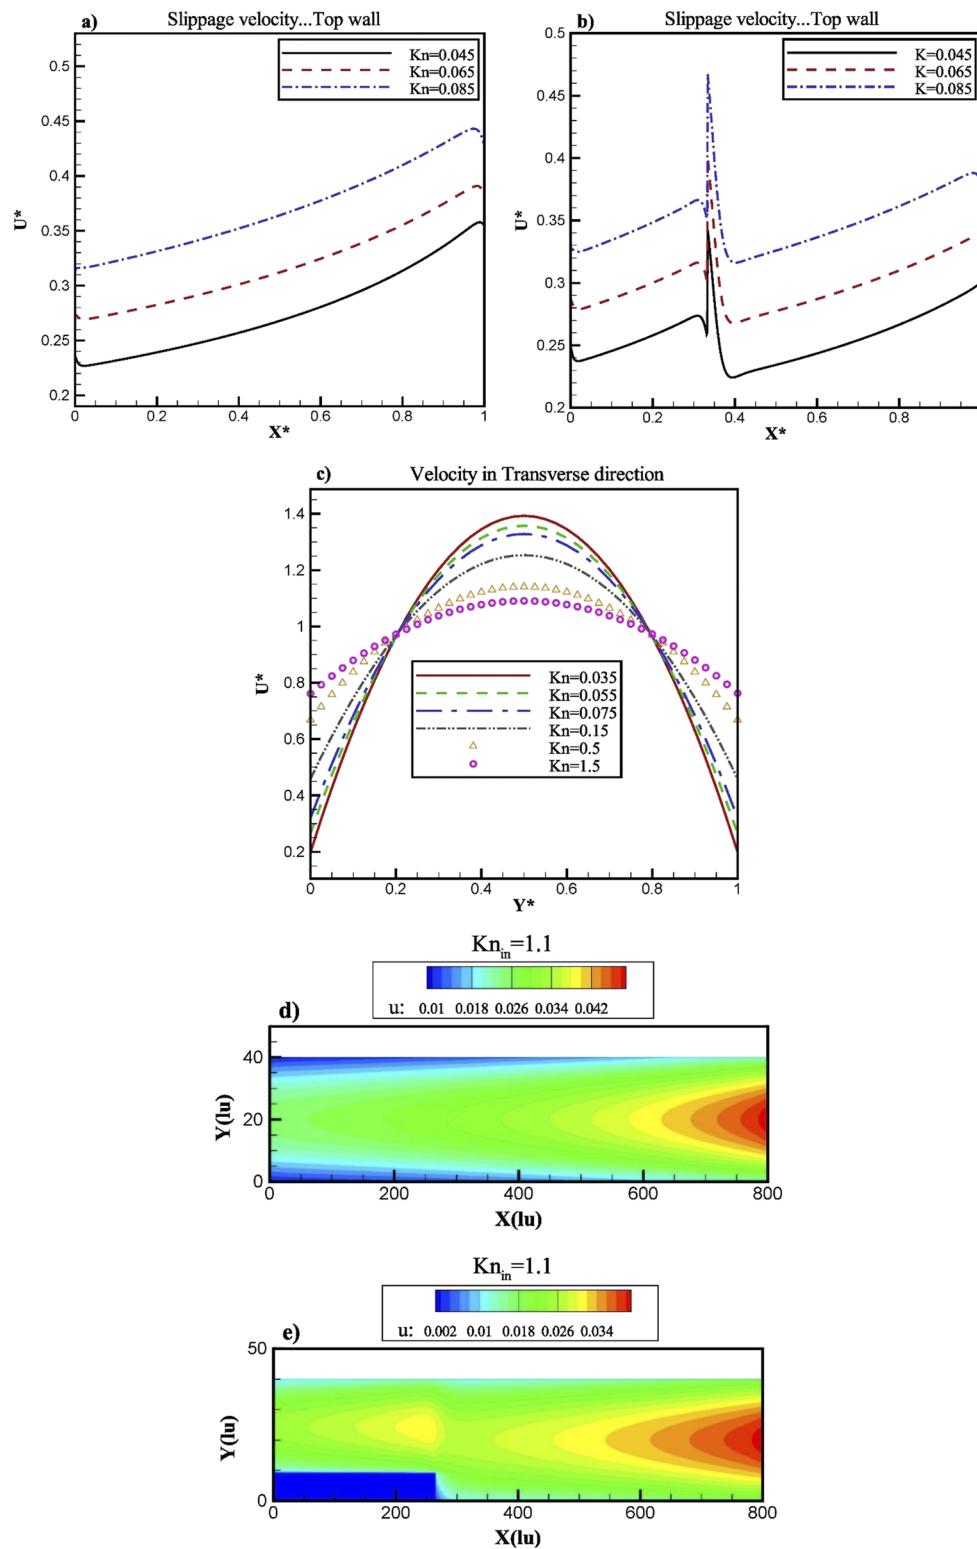 a) Slippage velocity...Top wall
Kn=0.045
Kn=0.065
Kn=0.085
0.5
0.45
0.4
0.35
0.3
0.25
0.2
U*
0 0.2 0.4 0.6 0.8 1
X*
b) Slippage velocity...Top wall
K=0.045
K=0.065
K=0.085
0.5
0.45
0.4
0.35
0.3
0.25
0.2
U*
0 0.2 0.4 0.6 0.8
X*
c) Velocity in Transverse direction
1.4
1.2
1
0.8
0.6
0.4
0.2
U*
Kn=0.035
Kn=0.055
Kn=0.075
Kn=0.15
Kn=0.5
Kn=1.5
0 0.2 0.4 0.6 0.8 1
Y*
Knin=1.1
u: 0.01 0.018 0.026 0.034 0.042
d)
40
20
0
Y(lu)
0 200 400 600 800
X(lu)
Knin=1.1
u: 0.002 0.01 0.018 0.026 0.034
e)
50
0
Y(lu)
0 200 400 600 800
X(lu)